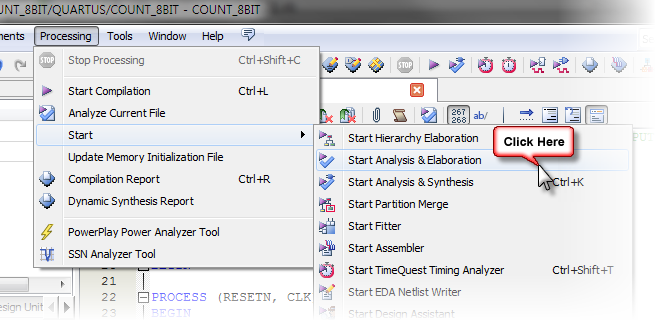 OUNT_8BIT/QUARTUS/COUNT_8BIT - COUNT_8BIT
ments Processing Tools Window Help
Stop Processing Ctrl+Shift+C
Start Compilation Ctrl+L
Analyze Current File
Start
Update Memory Initialization File
Compilation Report Ctrl+R
Dynamic Synthesis Report
PowerPlay Power Analyzer Tool
SSN Analyzer Tool
267
268
ab/
Start Hierarchy Elaboration
Click Here
Start Analysis & Elaboration
Start Analysis & Synthesis Ctrl+K
Start Partition Merge
Start Fitter
Start Assembler
Start TimeQuest Timing Analyzer Ctrl+Shift+T
Start EDA Netlist Writer
Start Design Assistant
21
22 PROCESS (RESETN, CLK
BEGIN
esign Unit